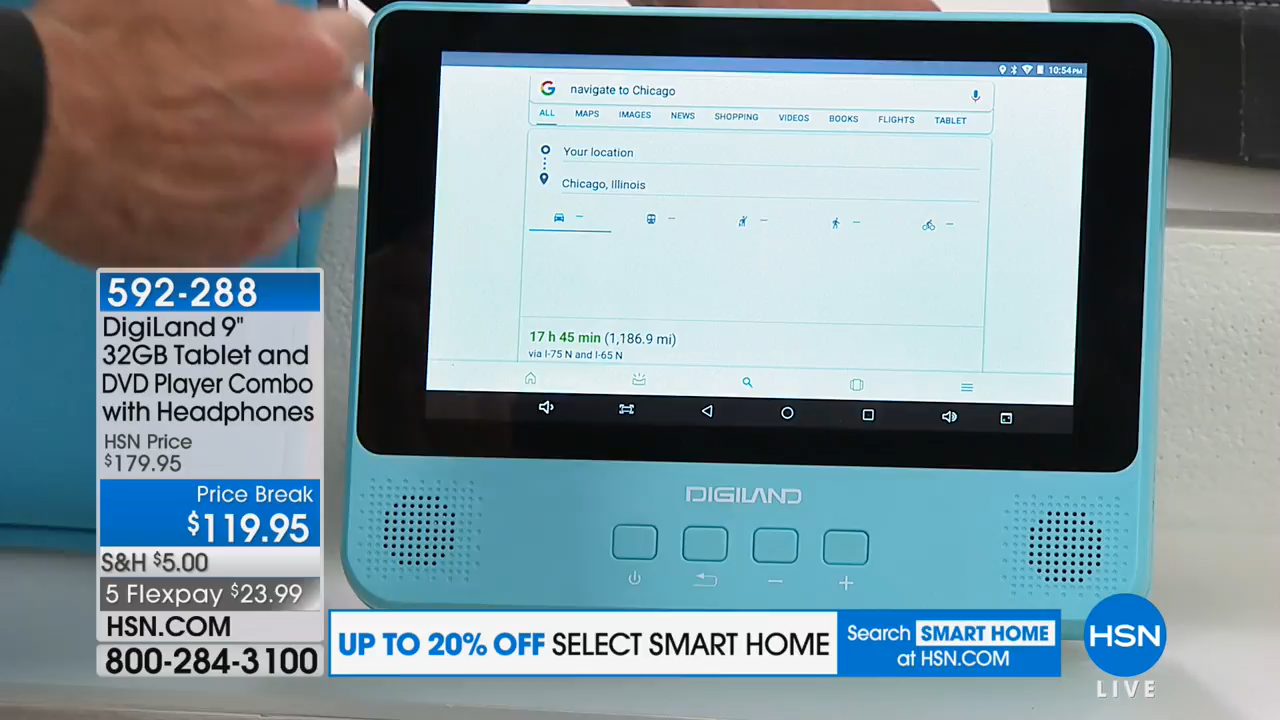 10:54PM
navigate to Chicago
ALL MAPS IMAGES NEWS SHOPPING VIDEOS BOOKS FLIGHTS TABLET
Your location
Chicago, Illinois
17 h 45 min (1,186.9 mi)
via I-75 N and I-65 N
DIGILAND
592-288
DigiLand 9"
32GB Tablet and
DVD Player Combo
with Headphones
HSN Price
$179.95
Price Break
$119.95
S&H $5.00
5 Flexpay $23.99
HSN.COM
800-284-3100
UP TO 20% OFF SELECT SMART HOME
Search SMART HOME
at HSN.COM
HSN
LIVE